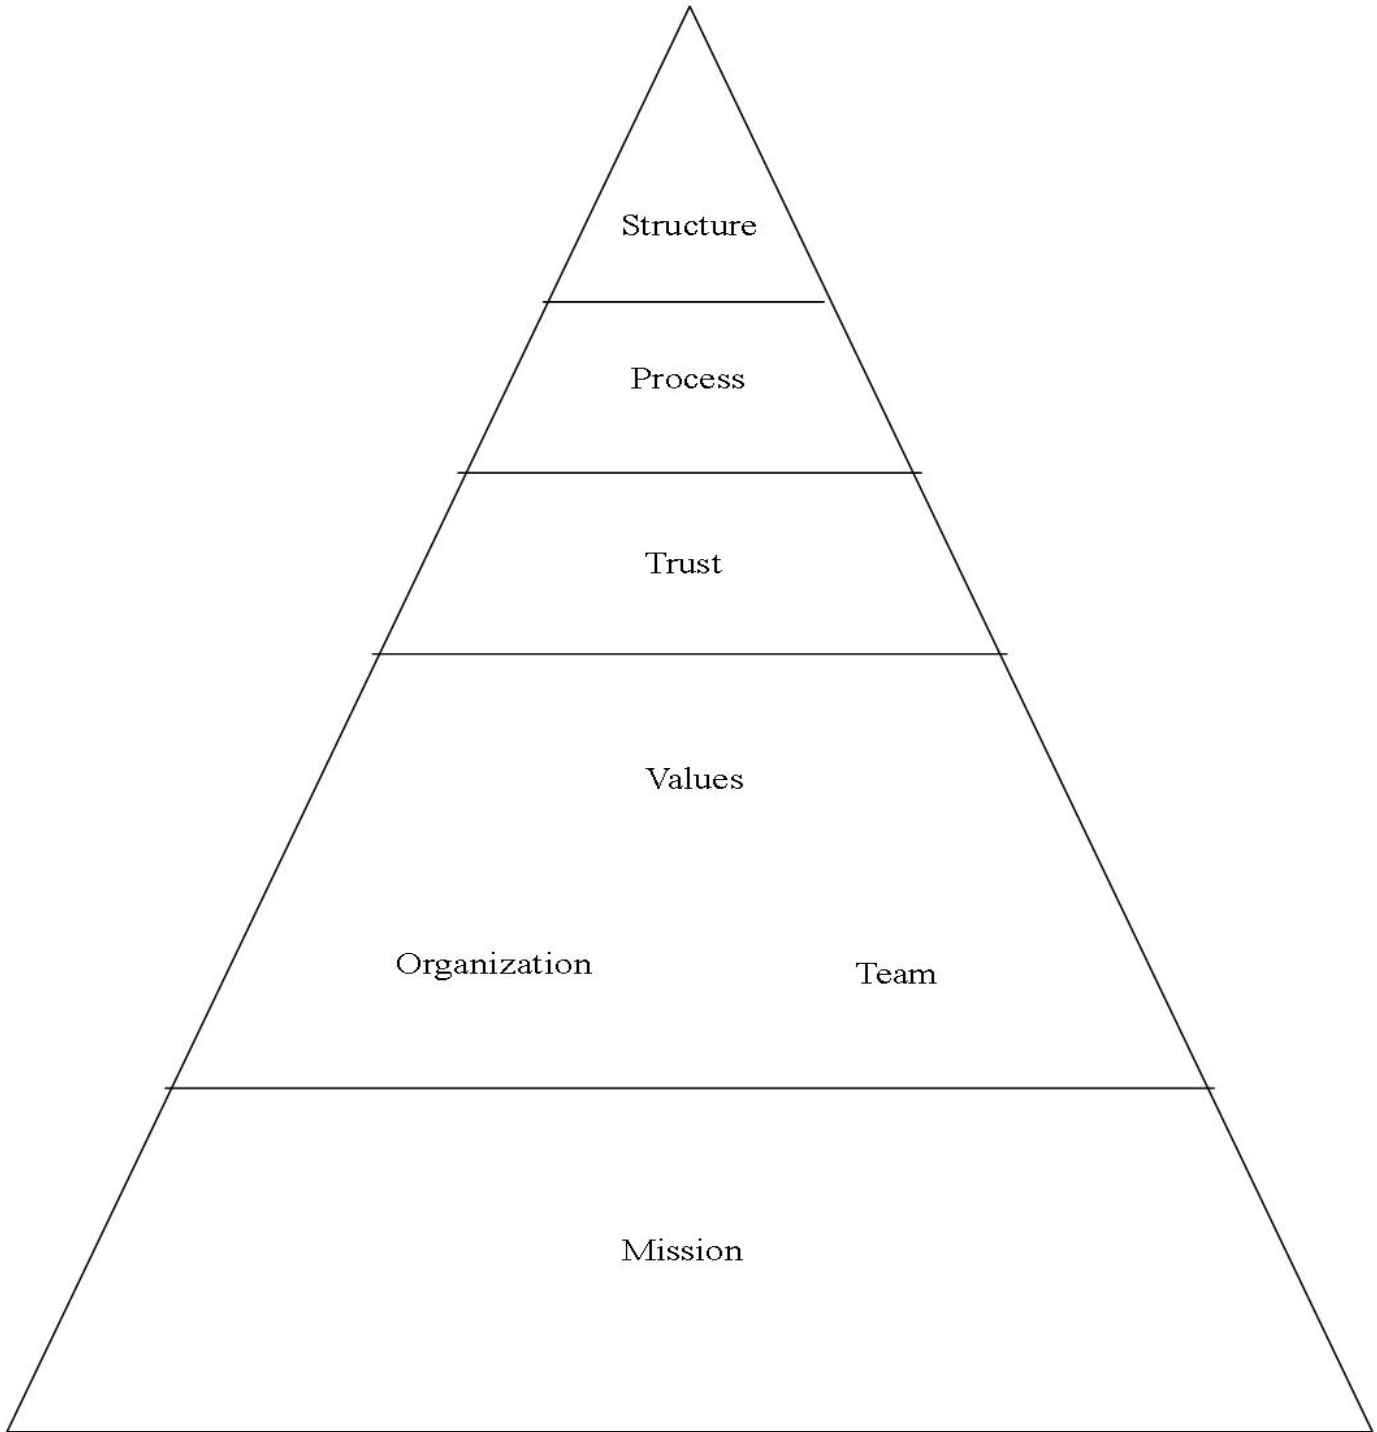 Structure
Process
Trust
Values
Organization
Team
Mission